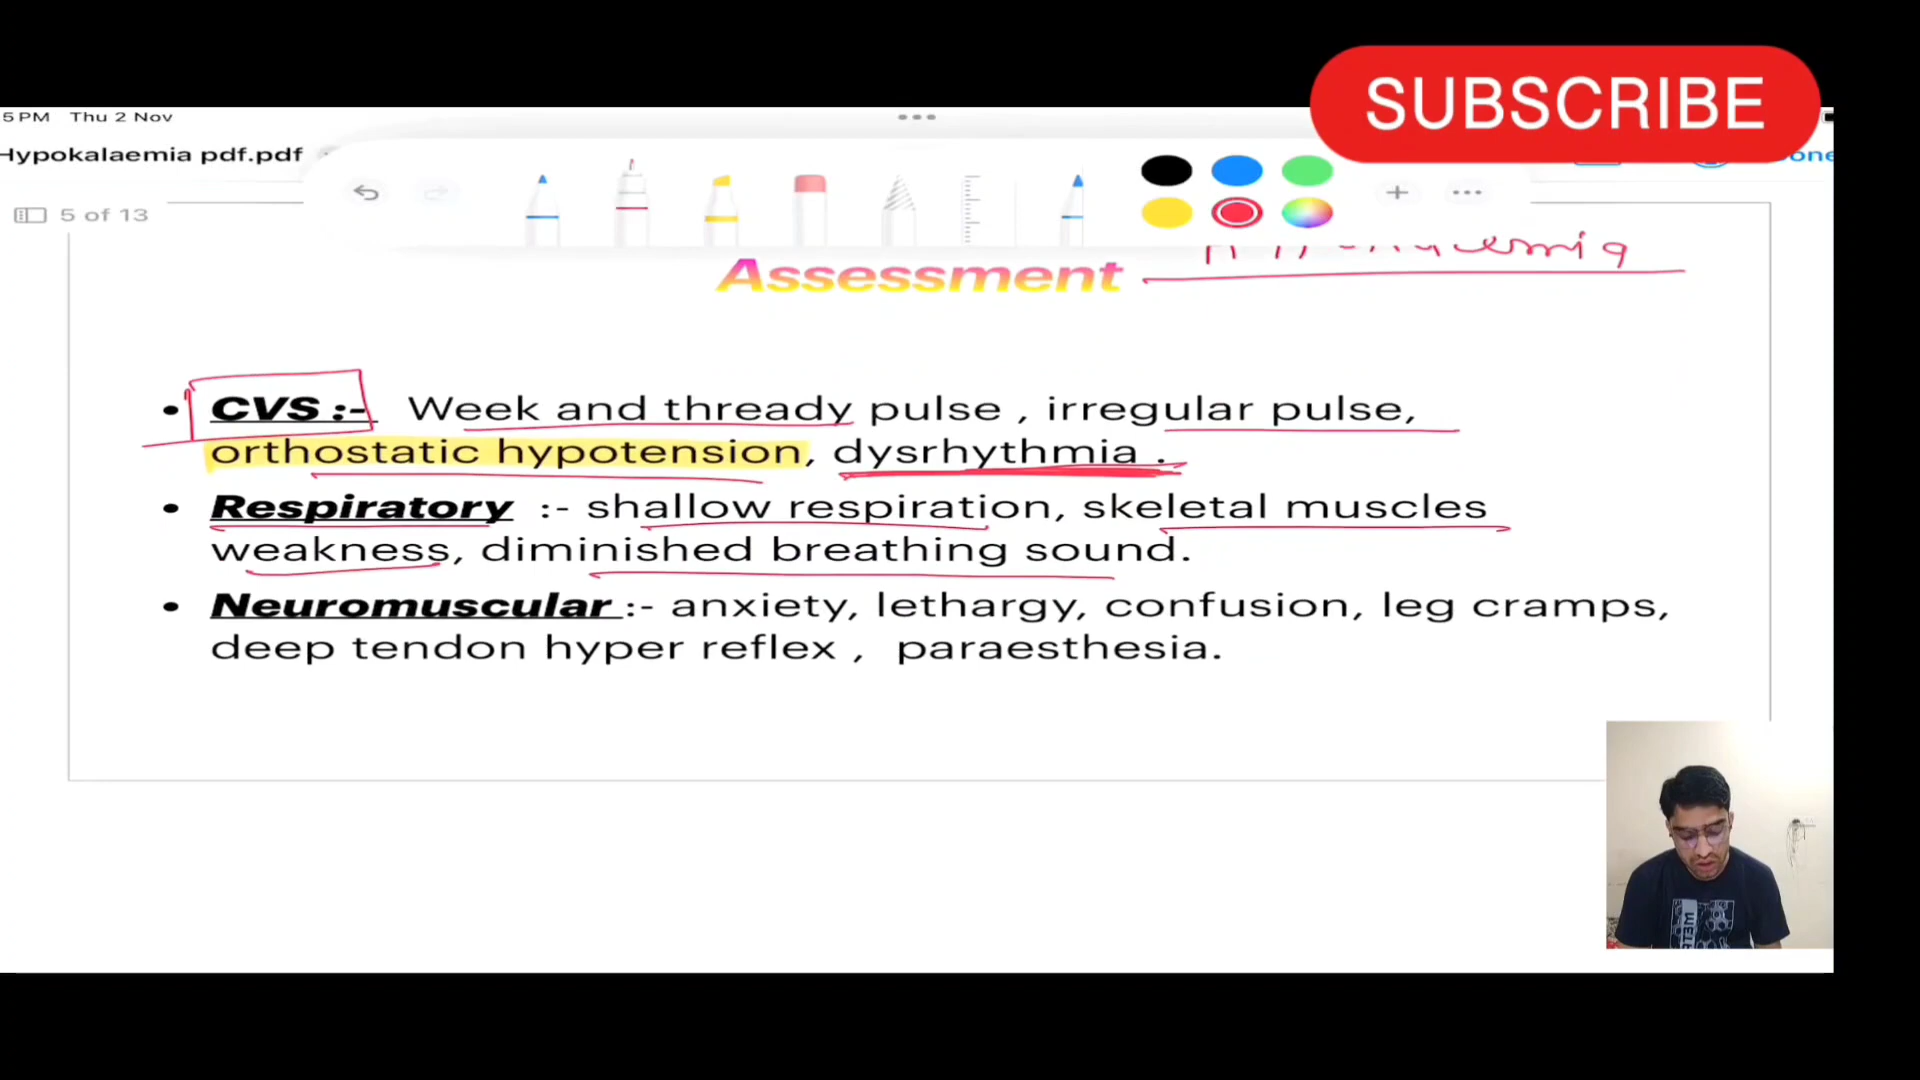 SUBSCRIBE
5 PM Thu 2 Nov
Hypokalaemia pdf.pdf
5 of 13
Assessment
• CVS :- Week and thready pulse , irregular pulse,
orthostatic hypotension, dysrhythmia .
• Respiratory :- shallow respiration, skeletal muscles
weakness, diminished breathing sound.
• Neuromuscular :- anxiety, lethargy, confusion, leg cramps,
deep tendon hyper reflex , paraesthesia.